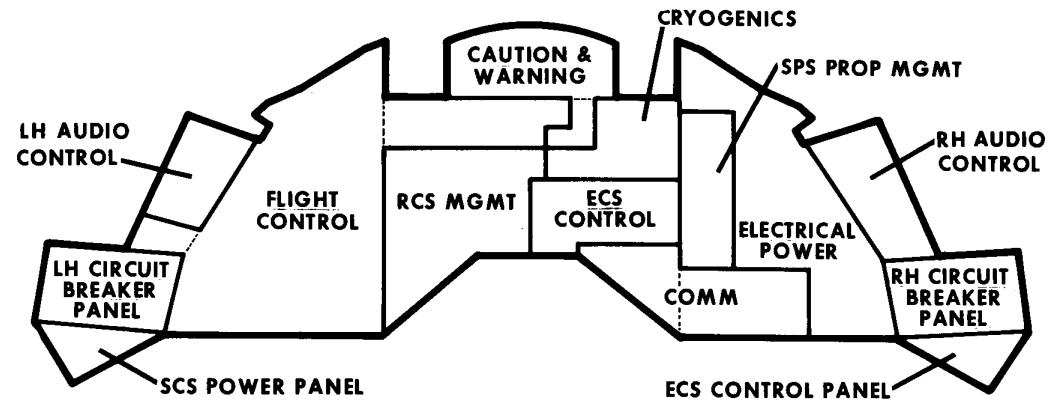 CRYOGENICS
CAUTION &
WARNING
SPS PROP MGMT
LH AUDIO
CONTROL
RH AUDIO
CONTROL
FLIGHT
CONTROL
RCS MGMT
ECS
CONTROL
ELECTRICAL
POWER
LH CIRCUIT
BREAKER
PANEL
RH CIRCUIT
BREAKER
PANEL
COMM
SCS POWER PANEL
ECS CONTROL PANEL